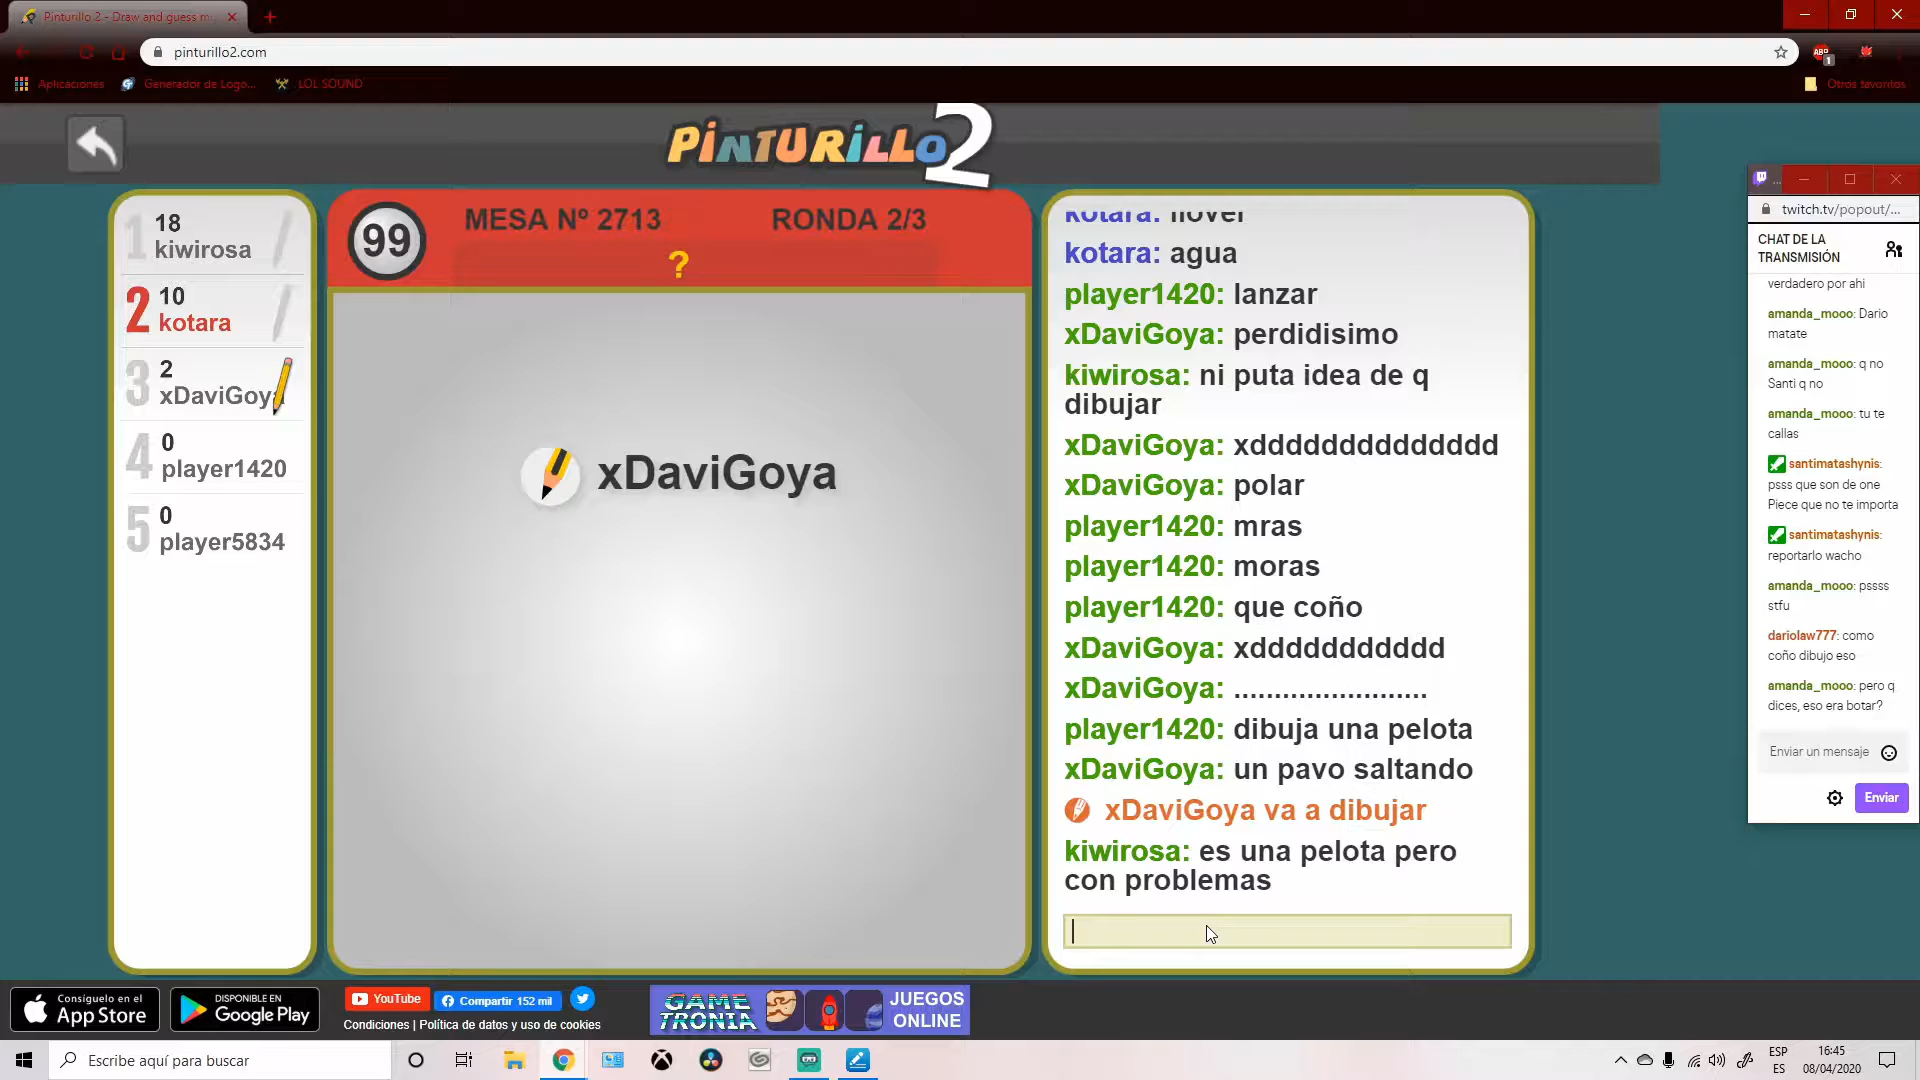 Pinturillo 2 - Draw and guess m
pinturillo2.com
ABP
1
Aplicaciones
Generador de Logo...
LOL SOUND
Otros favoritos
PiNTURiLLo2
1
18
kiwirosa
2
10
kotara
3
2
xDaviGoya
4
0
player1420
5
0
player5834
99
MESA Nº 2713
RONDA 2/3
?
xDaviGoya
kotara: llover
kotara: agua
player1420: lanzar
xDaviGoya: perdidisimo
kiwirosa: ni puta idea de q
dibujar
xDaviGoya: xdddddddddddddd
xDaviGoya: polar
player1420: mras
player1420: moras
player1420: que coño
xDaviGoya: xddddddddddd
xDaviGoya: ........................
player1420: dibuja una pelota
xDaviGoya: un pavo saltando
xDaviGoya va a dibujar
kiwirosa: es una pelota pero
con problemas
...
twitch.tv/popout/...
CHAT DE LA
TRANSMISIÓN
verdadero por ahi
amanda_mooo: Dario
matate
amanda_mooo: q no
Santi q no
amanda_mooo: tu te
callas
santimatashynis:
psss que son de one
Piece que no te importa
santimatashynis:
reportarlo wacho
amanda_mooo: pssss
stfu
dariolaw777: como
coño dibujo eso
amanda_mooo: pero q
dices, eso era botar?
Enviar un mensaje
Enviar
Consíguelo en el
App Store
DISPONIBLE EN
Google Play
YouTube
Compartir 152 mil
Condiciones | Política de datos y uso de cookies
GAME
TRONIA
JUEGOS
ONLINE
Escribe aquí para buscar
ESP
ES
16:45
08/04/2020